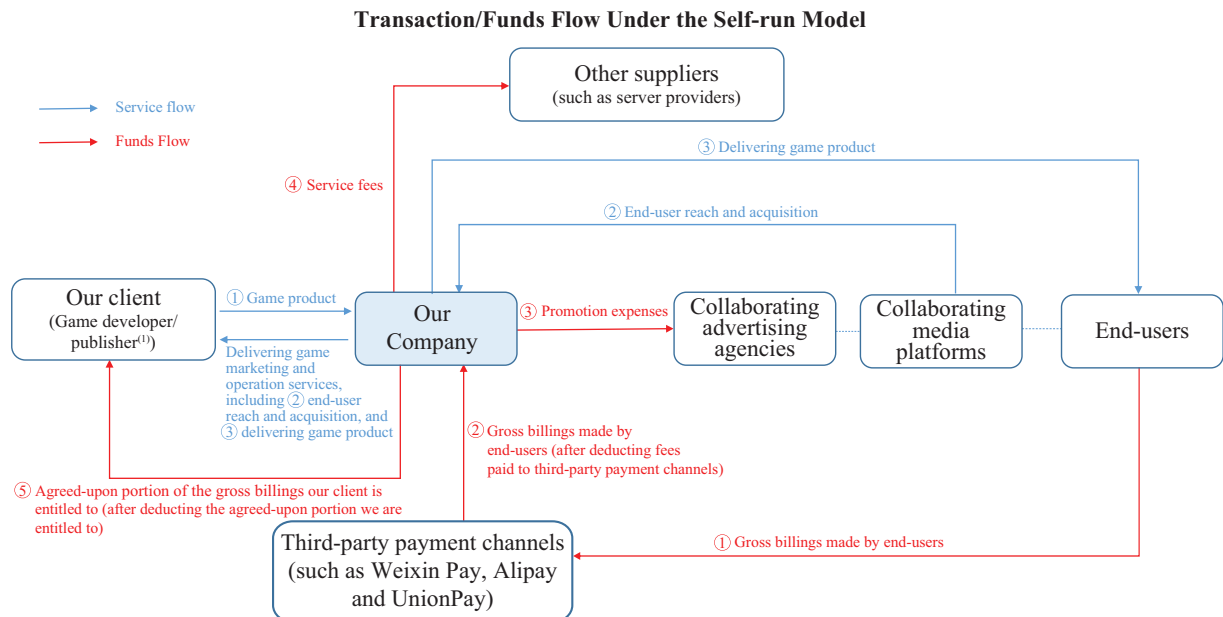 Transaction/Funds Flow Under the Self-run Model
Service flow
Funds Flow
Other suppliers
(such as server providers)
③ Delivering game product
④ Service fees
② End-user reach and acquisition
Our client
(Game developer/
publisher(1))
① Game product
Delivering game
marketing and
operation services,
including ② end-user
reach and acquisition, and
③ delivering game product
Our
Company
③ Promotion expenses
Collaborating
advertising
agencies
Collaborating
media
platforms
End-users
② Gross billings made by
end-users (after deducting fees
paid to third-party payment channels)
⑤ Agreed-upon portion of the gross billings our client is
entitled to (after deducting the agreed-upon portion we are
entitled to)
Third-party payment channels
(such as Weixin Pay, Alipay
and UnionPay)
① Gross billings made by end-users